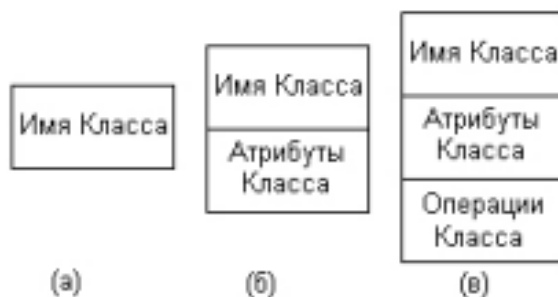 Имя Класса
(а)
Имя Класса
Атрибуты
Класса
(б)
Имя Класса
Атрибуты
Класса
Операции
Класса
(в)